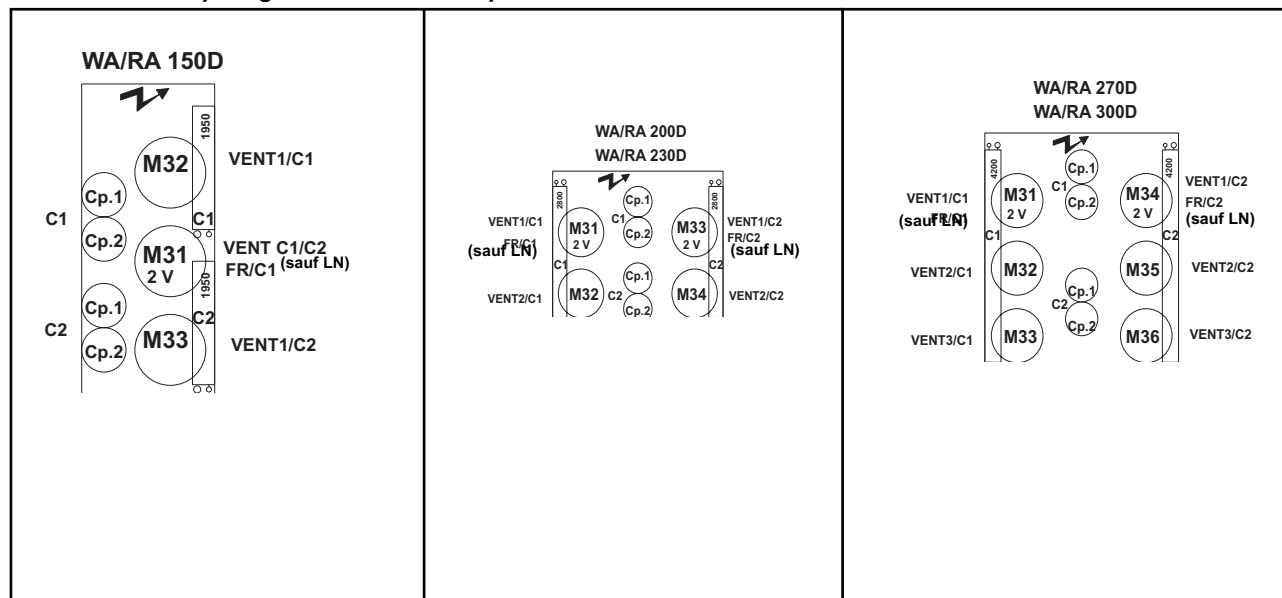 WA/RA 150D
1950
M32
VENT1/C1
Cp.1
C1
C1
Cp.2
M31
2 V
VENT C1/C2
FR/C1 (sauf LN)
1950
Cp.1
C2
C2
Cp.2
M33
VENT1/C2
WA/RA 200D
WA/RA 230D
2800
2800
Cp.1
VENT1/C1
FR/C1
(sauf LN)
M31
2 V
C1
Cp.2
M33
2 V
VENT1/C2
FR/C2
(sauf LN)
C1
Cp.1
C2
VENT2/C1
M32
C2
Cp.2
M34
VENT2/C2
WA/RA 270D
WA/RA 300D
4200
Cp.1
4200
VENT1/C1
FR/C1
(sauf LN)
M31
2 V
C1
Cp.2
M34
2 V
VENT1/C2
FR/C2
(sauf LN)
C1
C2
VENT2/C1
M32
Cp.1
M35
VENT2/C2
C2
Cp.2
VENT3/C1
M33
M36
VENT3/C2